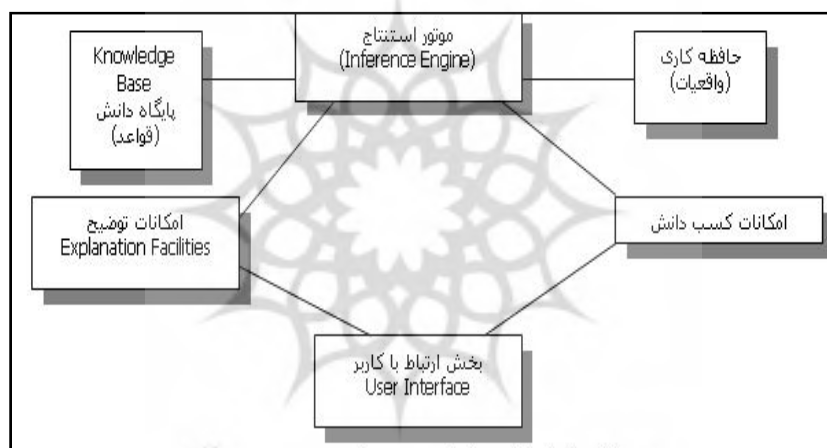 موتور استنتاج
(Inference Engine)
Knowledge
Base
پایگاه دانش
(قواعد)
حافظه کاری
(واقعیات)
امکانات توضیح
Explanation Facilities
امکانات کسب دانش
بخش ارتباط با کاربر
User Interface